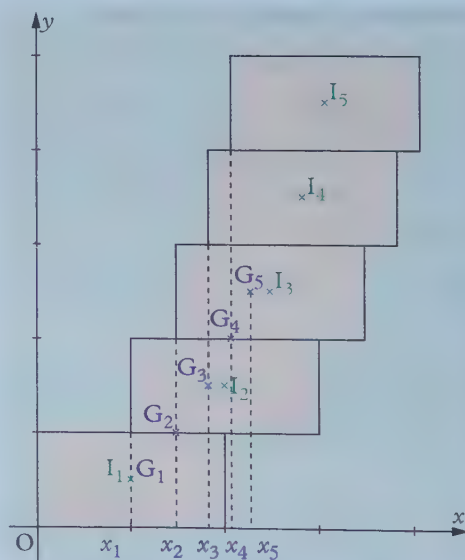 y
I₅
I₄
G₅ I₃
G₄
G₃ I₂
G₂
I₁ G₁
x
O x₁ x₂ x₃ x₄ x₅